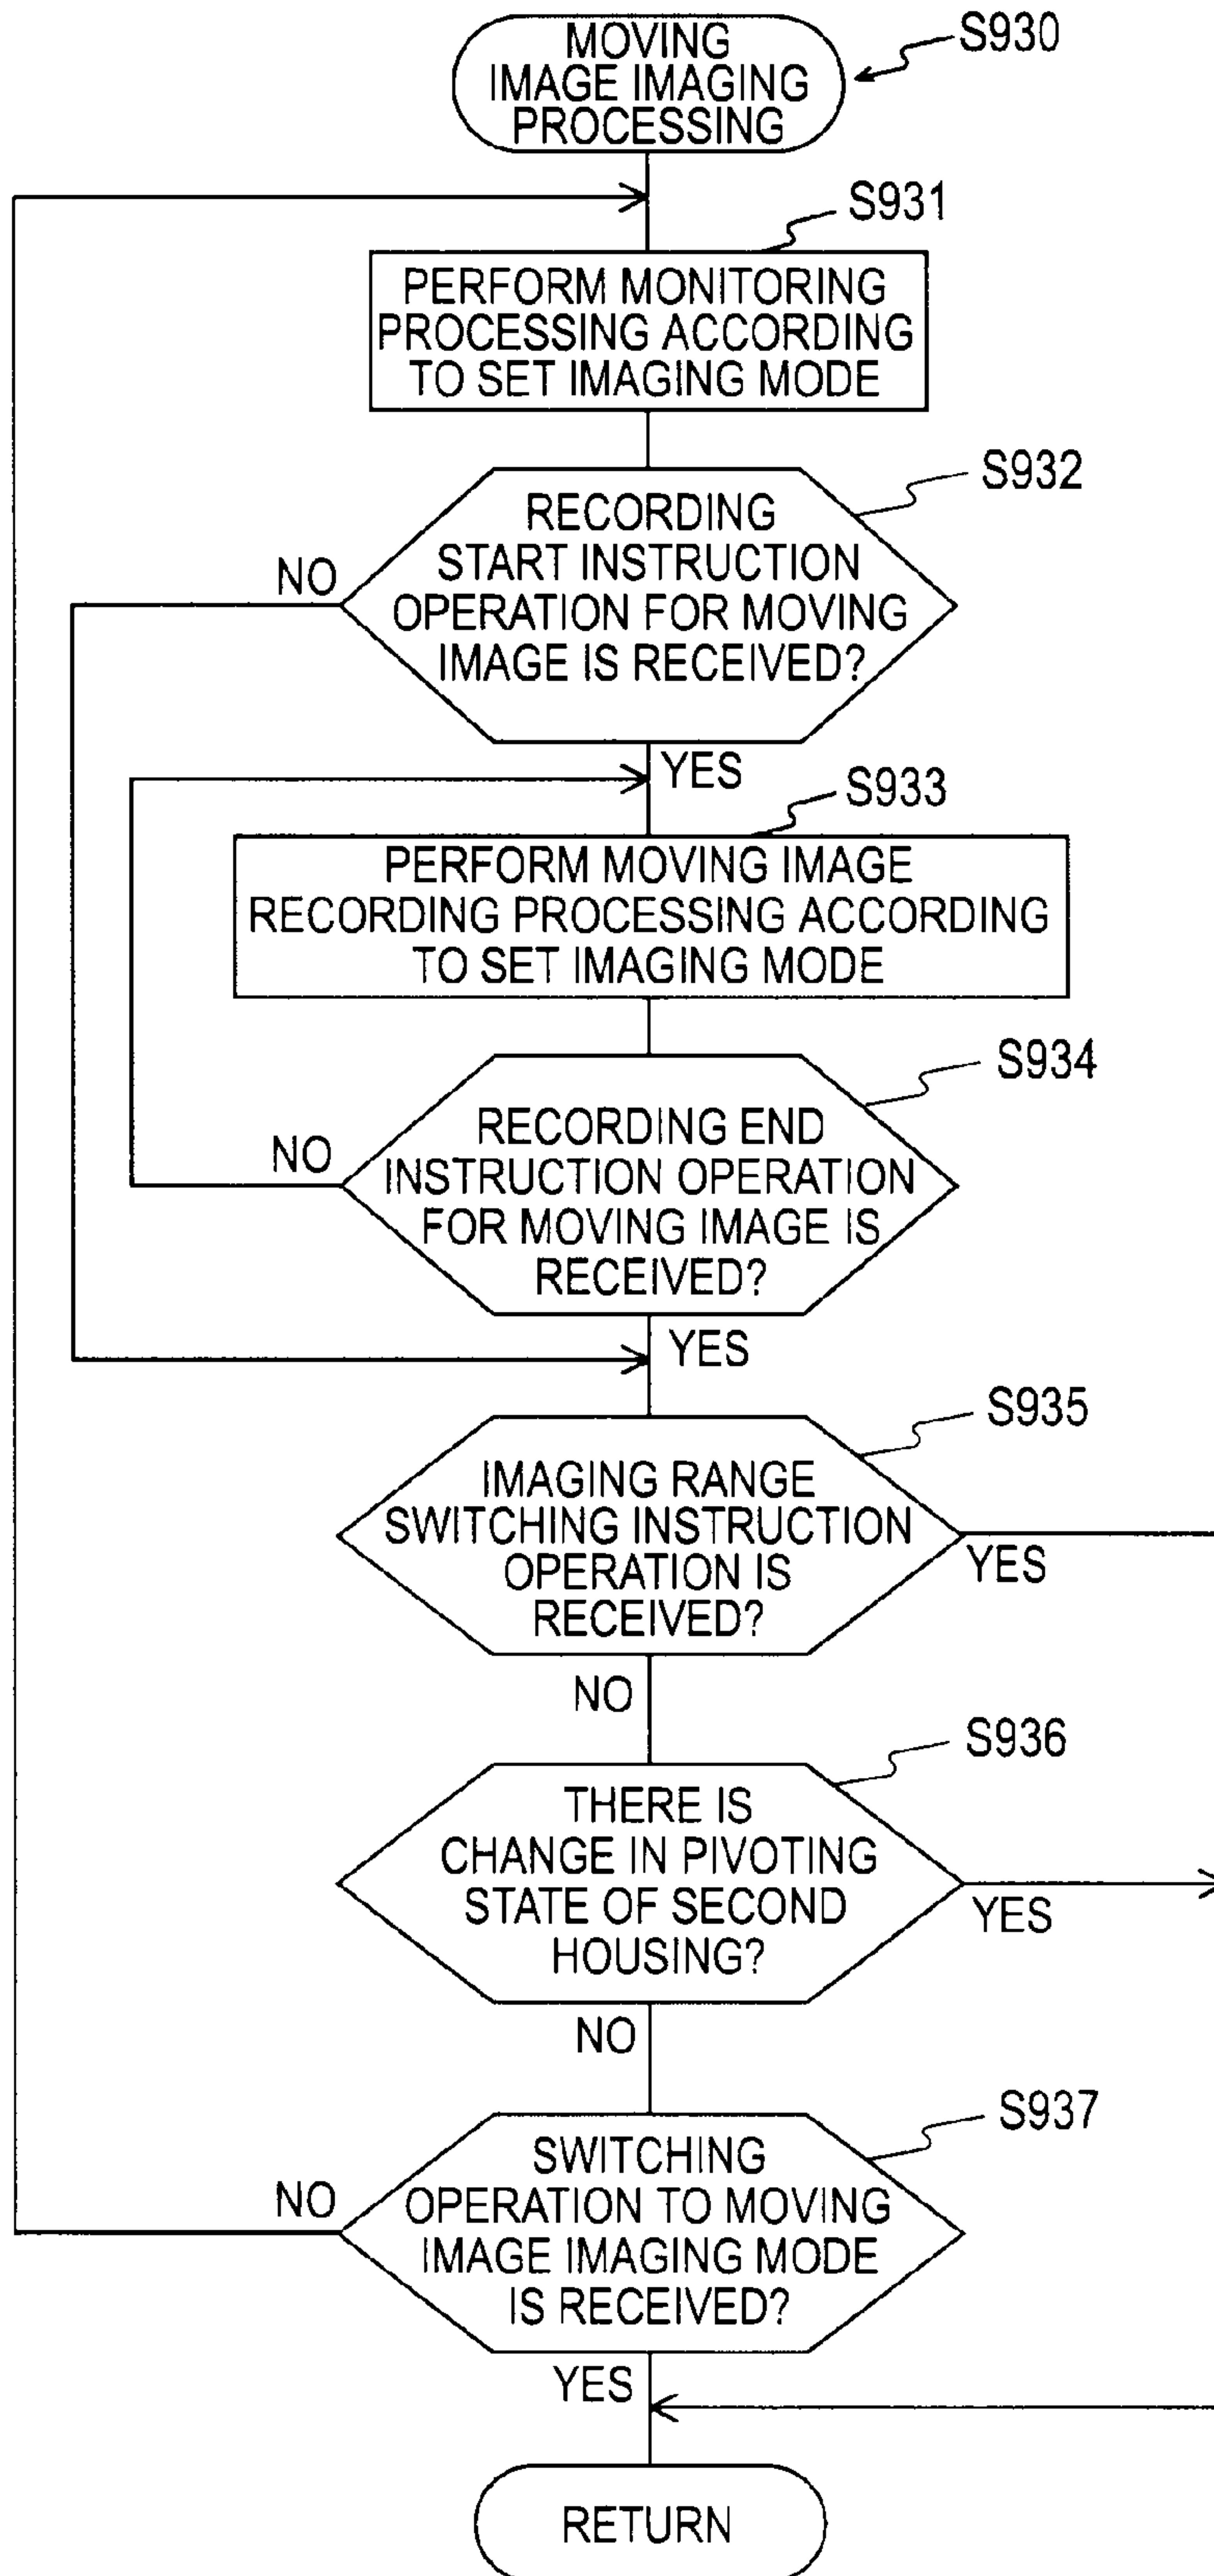 MOVING
IMAGE IMAGING
PROCESSING
S930
S931
PERFORM MONITORING
PROCESSING ACCORDING
TO SET IMAGING MODE
S932
RECORDING
START INSTRUCTION
OPERATION FOR MOVING
IMAGE IS RECEIVED?
NO
YES
S933
PERFORM MOVING IMAGE
RECORDING PROCESSING ACCORDING
TO SET IMAGING MODE
S934
RECORDING END
INSTRUCTION OPERATION
FOR MOVING IMAGE IS
RECEIVED?
NO
YES
S935
IMAGING RANGE
SWITCHING INSTRUCTION
OPERATION IS
RECEIVED?
YES
NO
S936
THERE IS
CHANGE IN PIVOTING
STATE OF SECOND
HOUSING?
YES
NO
S937
SWITCHING
OPERATION TO MOVING
IMAGE IMAGING MODE
IS RECEIVED?
NO
YES
RETURN